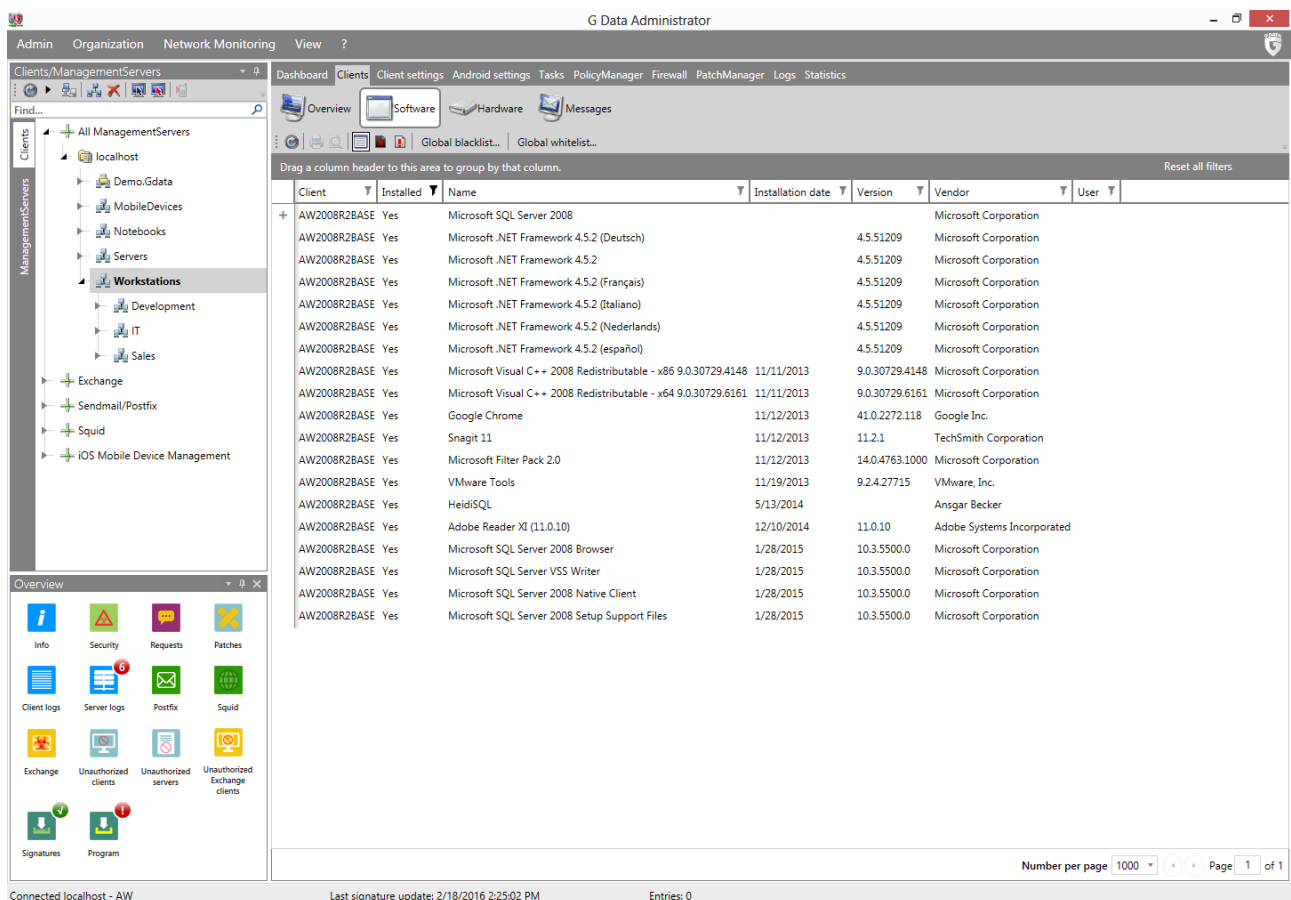 G Data Administrator
Admin Organization Network Monitoring View ?
G DATA
Clients/ManagementServers
Find...
Clients
ManagementServers
All ManagementServers
localhost
Demo.Gdata
MobileDevices
Notebooks
Servers
Workstations
Development
IT
Sales
Exchange
Sendmail/Postfix
Squid
iOS Mobile Device Management
Overview
Info Security Requests Patches
6
Client logs Server logs Postfix Squid
Exchange Unauthorized clients Unauthorized servers Unauthorized Exchange clients
Signatures Program
Dashboard Clients Client settings Android settings Tasks PolicyManager Firewall PatchManager Logs Statistics
Overview Software Hardware Messages
Global blacklist... Global whitelist...
Drag a column header to this area to group by that column. Reset all filters
Client Installed Name Installation date Version Vendor User
AW2008R2BASE Yes Microsoft SQL Server 2008 Microsoft Corporation
AW2008R2BASE Yes Microsoft .NET Framework 4.5.2 (Deutsch) 4.5.51209 Microsoft Corporation
AW2008R2BASE Yes Microsoft .NET Framework 4.5.2 4.5.51209 Microsoft Corporation
AW2008R2BASE Yes Microsoft .NET Framework 4.5.2 (Français) 4.5.51209 Microsoft Corporation
AW2008R2BASE Yes Microsoft .NET Framework 4.5.2 (Italiano) 4.5.51209 Microsoft Corporation
AW2008R2BASE Yes Microsoft .NET Framework 4.5.2 (Nederlands) 4.5.51209 Microsoft Corporation
AW2008R2BASE Yes Microsoft .NET Framework 4.5.2 (español) 4.5.51209 Microsoft Corporation
AW2008R2BASE Yes Microsoft Visual C++ 2008 Redistributable - x86 9.0.30729.4148 11/11/2013 9.0.30729.4148 Microsoft Corporation
AW2008R2BASE Yes Microsoft Visual C++ 2008 Redistributable - x64 9.0.30729.6161 11/11/2013 9.0.30729.6161 Microsoft Corporation
AW2008R2BASE Yes Google Chrome 11/12/2013 41.0.2272.118 Google Inc.
AW2008R2BASE Yes Snagit 11 11/12/2013 11.2.1 TechSmith Corporation
AW2008R2BASE Yes Microsoft Filter Pack 2.0 11/12/2013 14.0.4763.1000 Microsoft Corporation
AW2008R2BASE Yes VMware Tools 11/19/2013 9.2.4.27715 VMware, Inc.
AW2008R2BASE Yes HeidiSQL 5/13/2014 Ansgar Becker
AW2008R2BASE Yes Adobe Reader XI (11.0.10) 12/10/2014 11.0.10 Adobe Systems Incorporated
AW2008R2BASE Yes Microsoft SQL Server 2008 Browser 1/28/2015 10.3.5500.0 Microsoft Corporation
AW2008R2BASE Yes Microsoft SQL Server VSS Writer 1/28/2015 10.3.5500.0 Microsoft Corporation
AW2008R2BASE Yes Microsoft SQL Server 2008 Native Client 1/28/2015 10.3.5500.0 Microsoft Corporation
AW2008R2BASE Yes Microsoft SQL Server 2008 Setup Support Files 1/28/2015 10.3.5500.0 Microsoft Corporation
Number per page 1000 Page 1 of 1
Connected localhost - AW Last signature update: 2/18/2016 2:25:02 PM Entries: 0